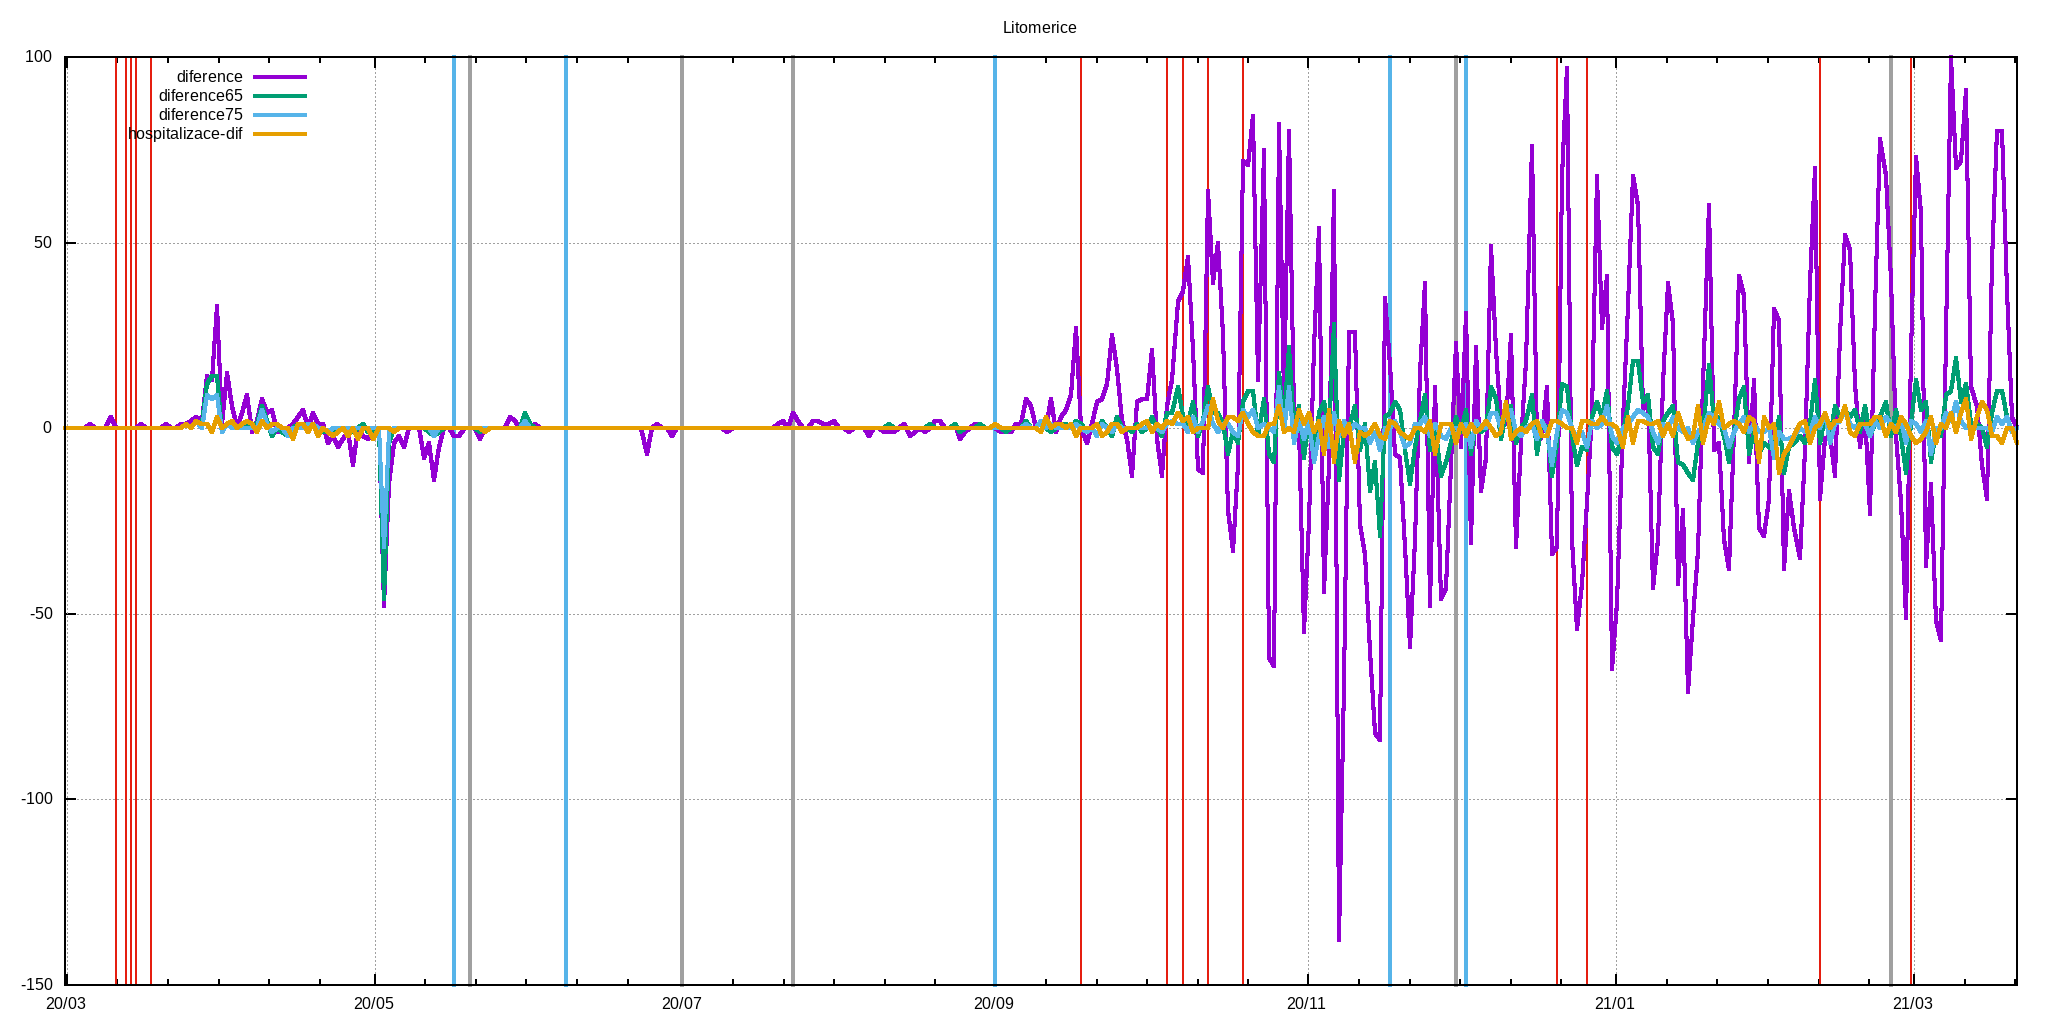 Litomerice
100
diference
diference65
diference75
hospitalizace-dif
50
0
-50
-100
-150
20/03 20/05 20/07 20/09 20/11 21/01 21/03